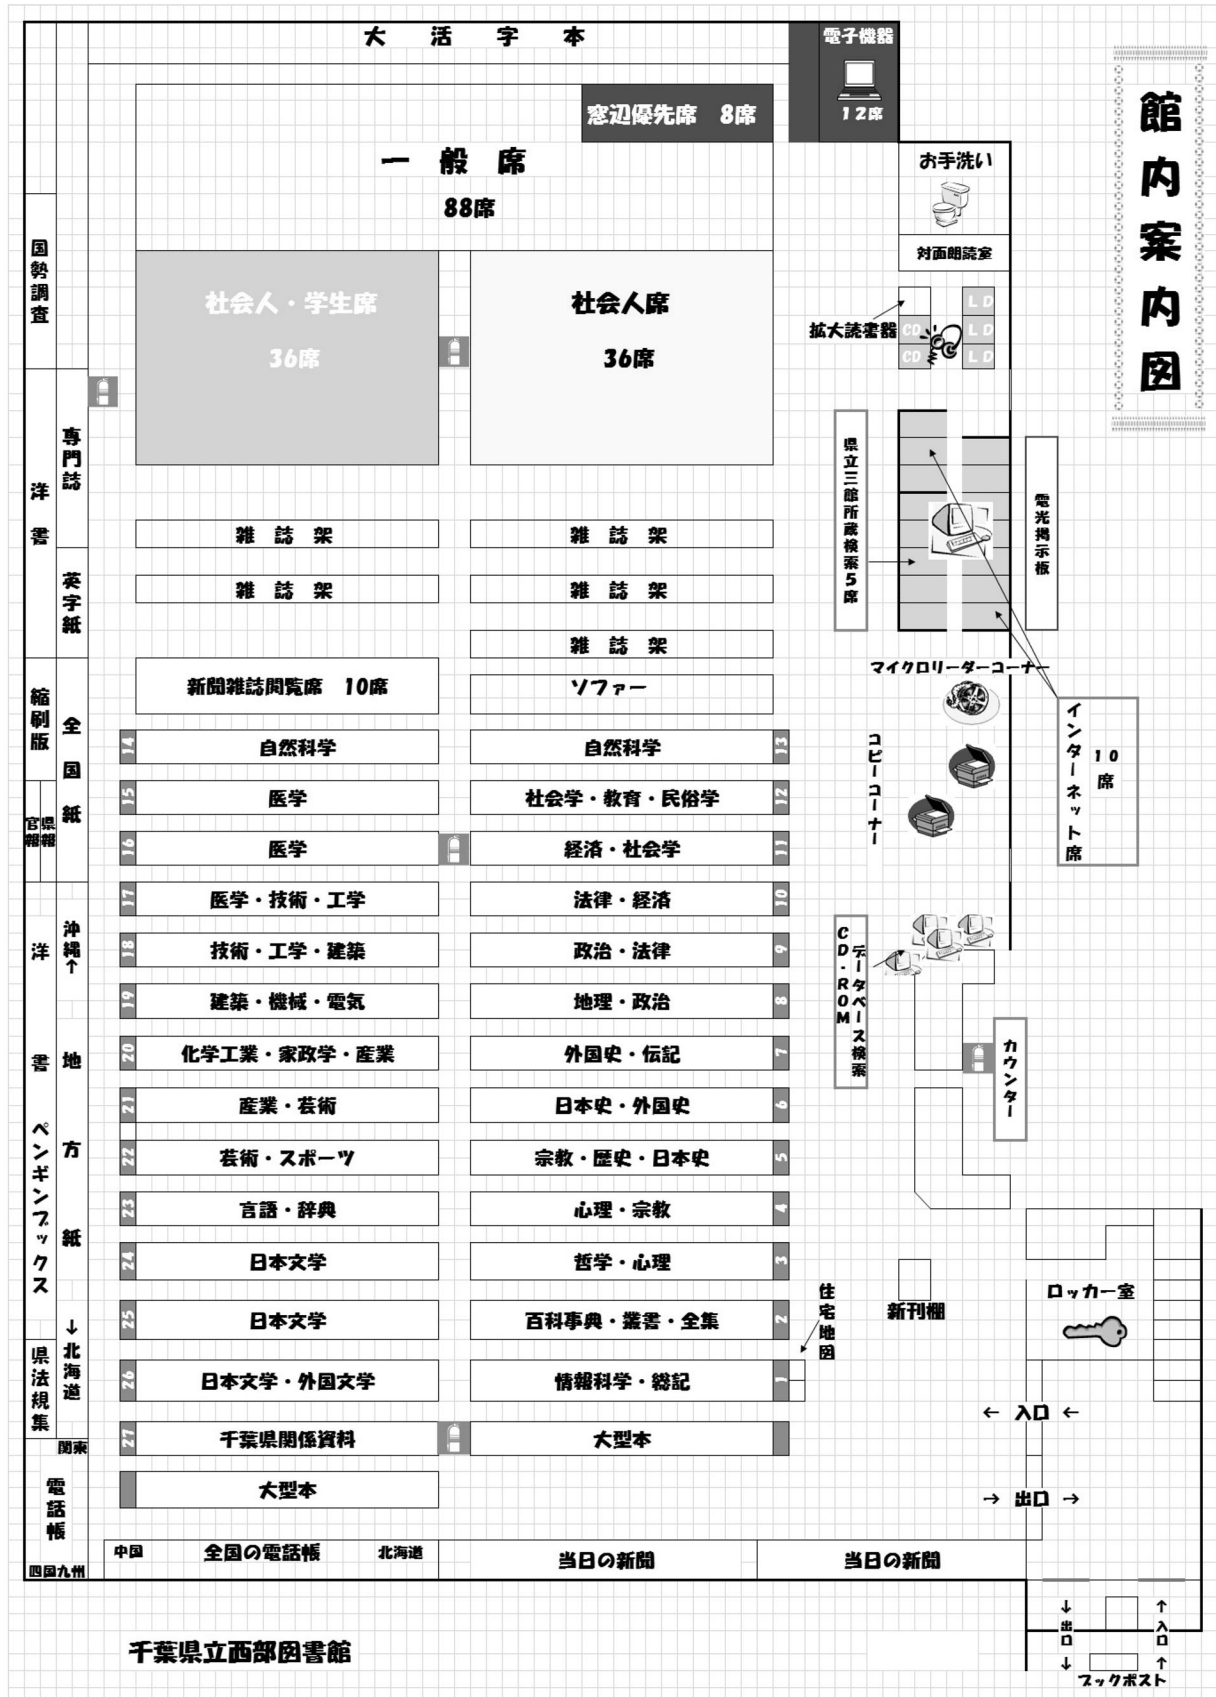 館内案内図
大活字本
電子機器
12席
窓辺優先席 8席
一般席
88席
お手洗い
対面朗読室
国勢調査
社会人・学生席
36席
社会人席
36席
拡大読書器
CD
CD
LD
LD
LD
洋書
専門誌
英字紙
県立三館所蔵検索5席
電光掲示板
雑誌架
雑誌架
雑誌架
雑誌架
雑誌架
新聞雑誌閲覧席 10席
ソファー
マイクロリーダーコーナー
コピーコーナー
インターネット席
10席
縮刷版
全国紙
官報
県報
14
自然科学
自然科学
13
15
医学
社会学・教育・民俗学
12
16
医学
経済・社会学
11
17
医学・技術・工学
法律・経済
10
18
技術・工学・建築
政治・法律
9
19
建築・機械・電気
地理・政治
8
20
化学工業・家政学・産業
外国史・伝記
7
21
産業・芸術
日本史・外国史
6
22
芸術・スポーツ
宗教・歴史・日本史
5
23
言語・辞典
心理・宗教
4
24
日本文学
哲学・心理
3
25
日本文学
百科事典・叢書・全集
2
26
日本文学・外国文学
情報科学・総記
1
27
千葉県関係資料
大型本
大型本
洋書
ペンギンブックス
沖縄↑
地方紙
↓北海道
県法規集
関東
電話帳
四国九州
中国
全国の電話帳
北海道
当日の新聞
当日の新聞
CD・ROM
データベース検索
カウンター
住宅地図
新刊棚
ロッカー室
← 入口 ←
→ 出口 →
↓出口↓
↑入口↑
ブックポスト
千葉県立西部図書館